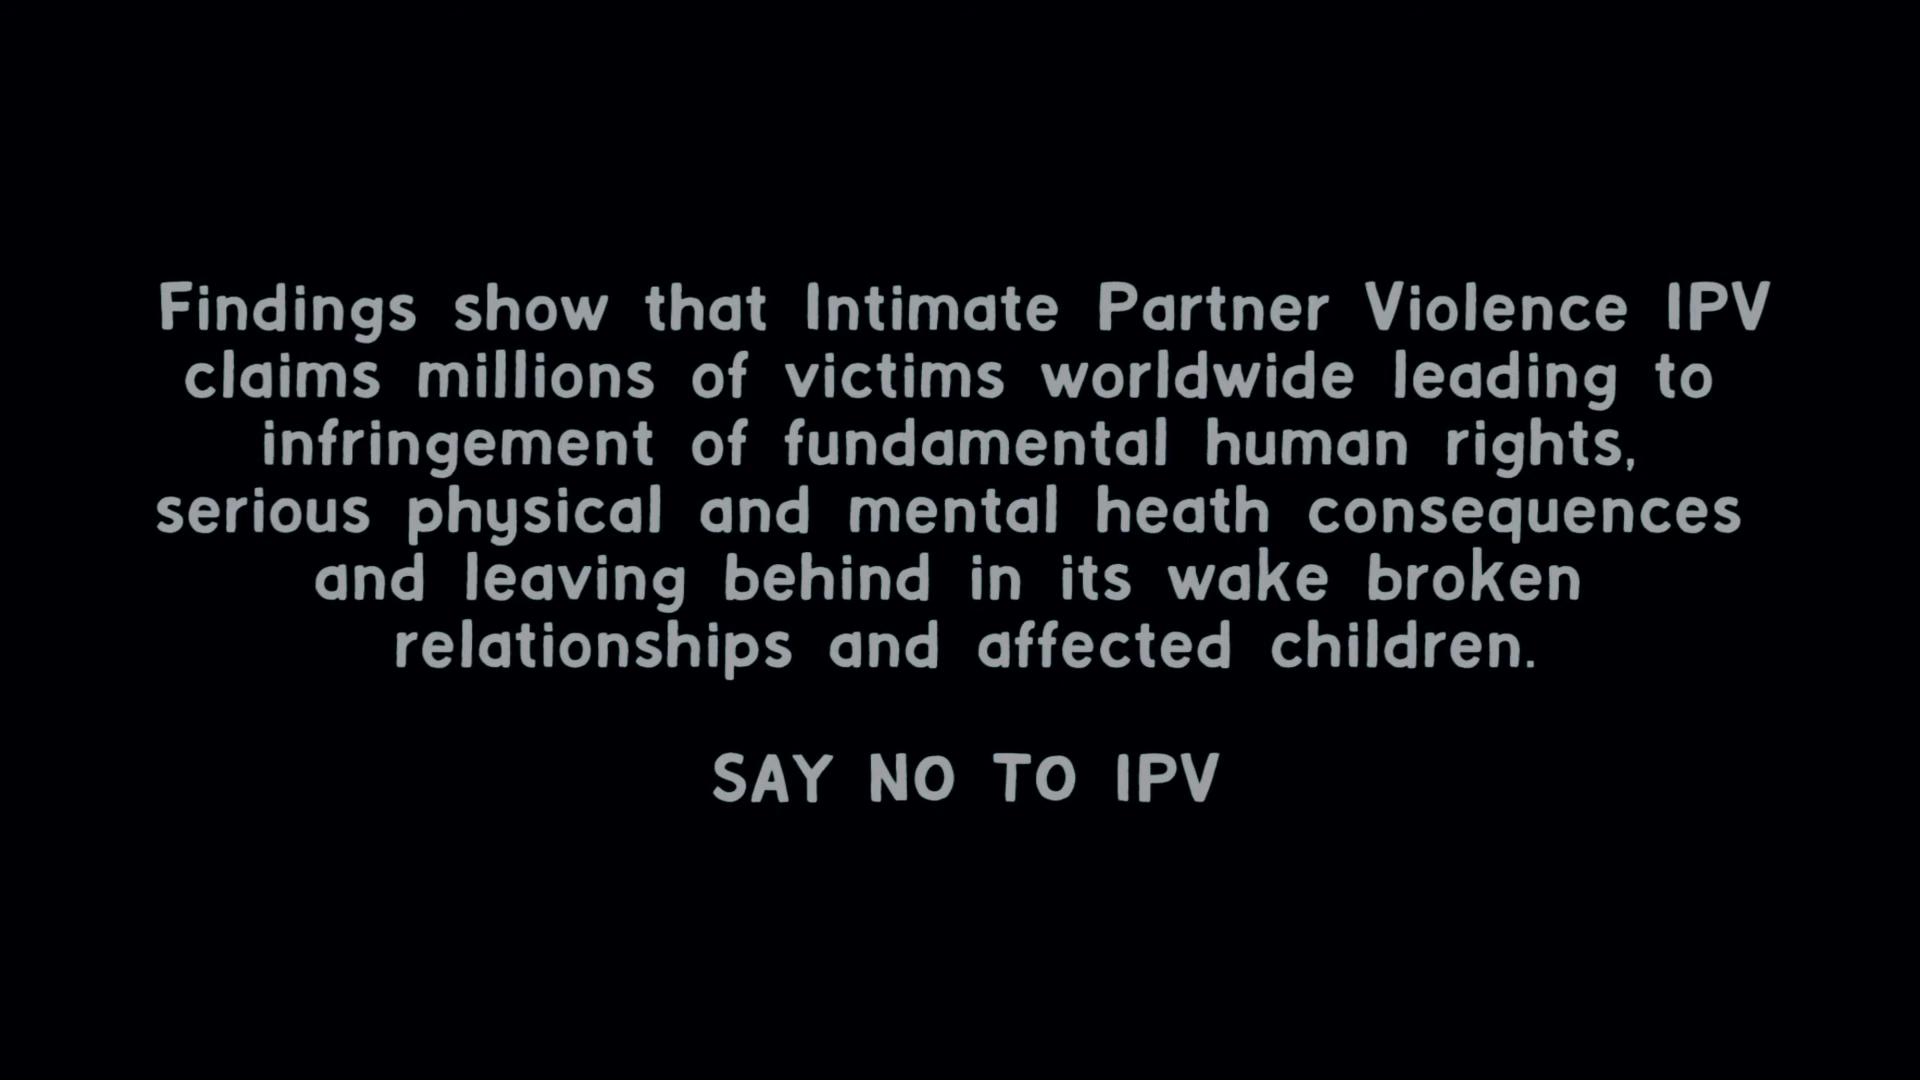 Findings show that Intimate Partner Violence IPV
claims millions of victims worldwide leading to
infringement of fundamental human rights,
serious physical and mental heath consequences
and leaving behind in its wake broken
relationships and affected children.
SAY NO TO IPV